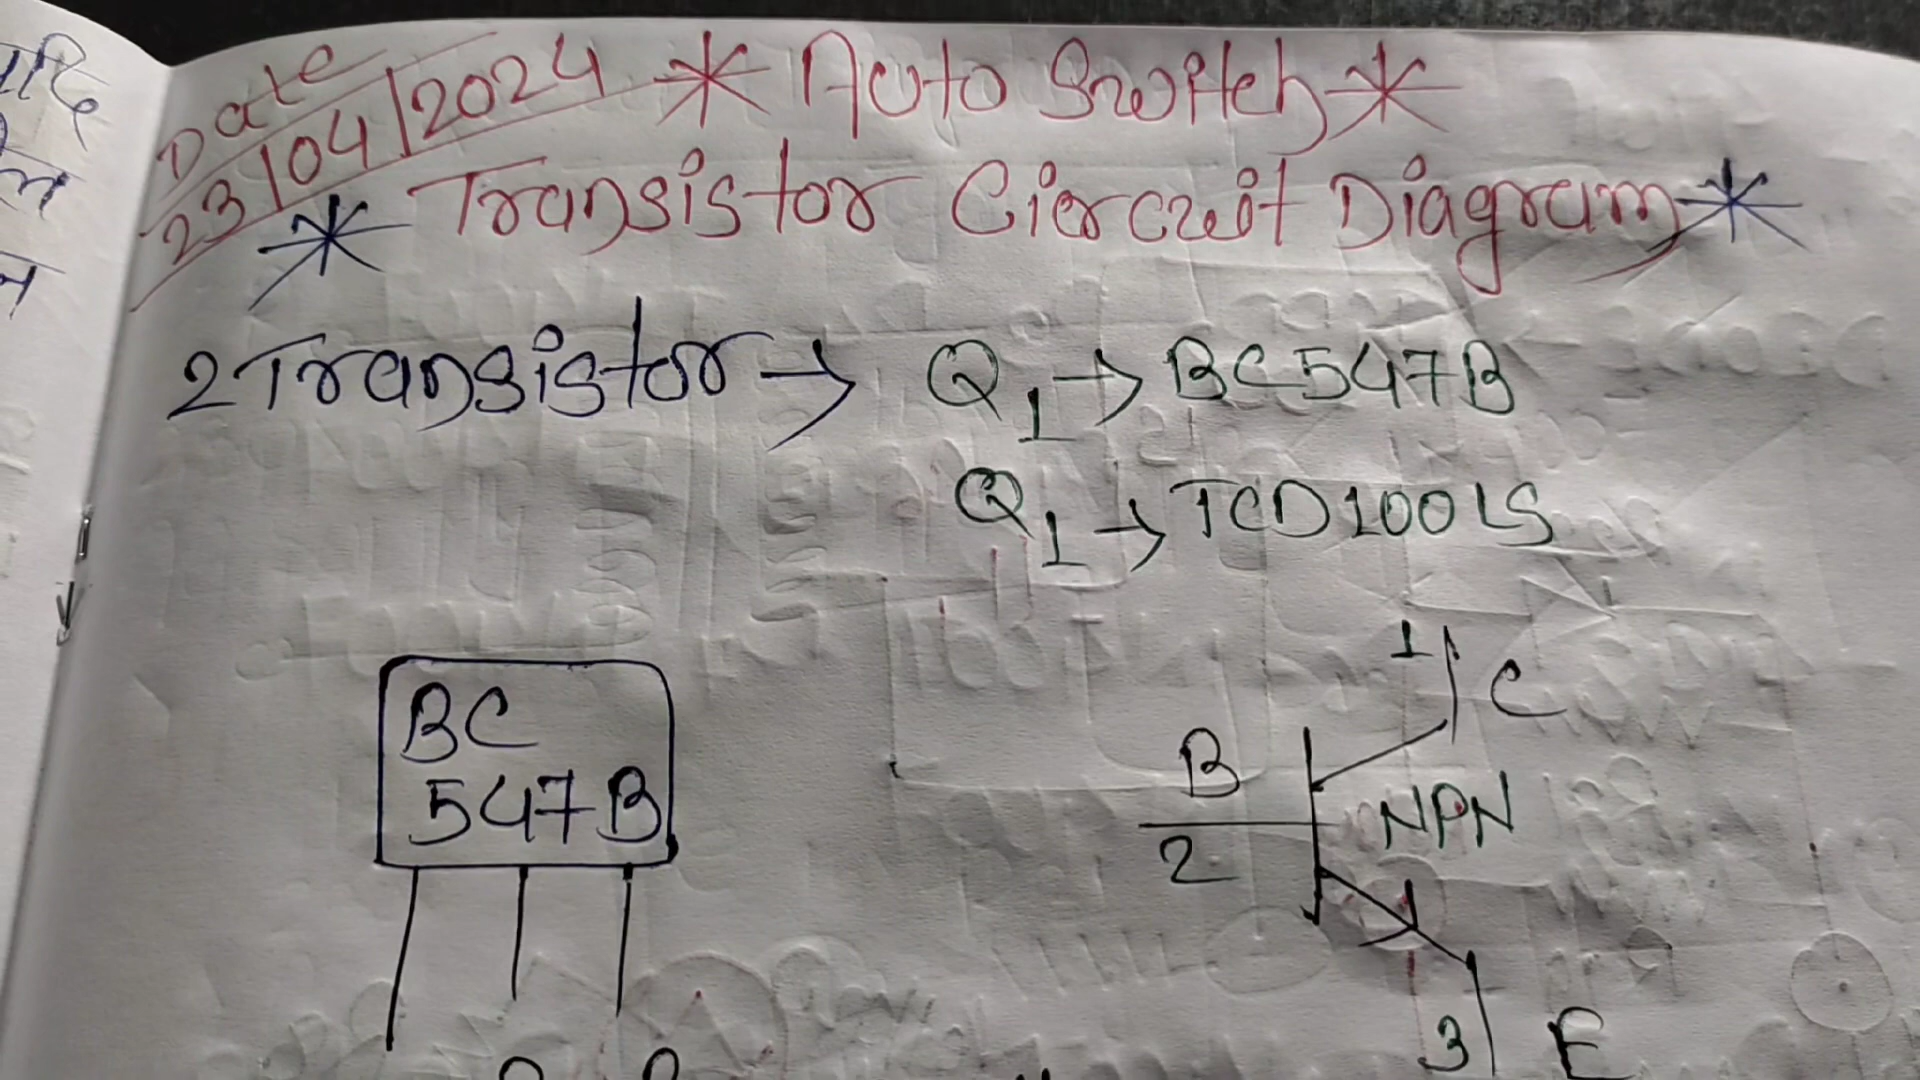 Date
23/04/2024
* Auto Switch *
* Transistor Ciercuit Diagram *
2 Transistor → Q1 → BC547B
Q1 → TCD100LS
BC
547B
1 C
B
2
NPN
3 E